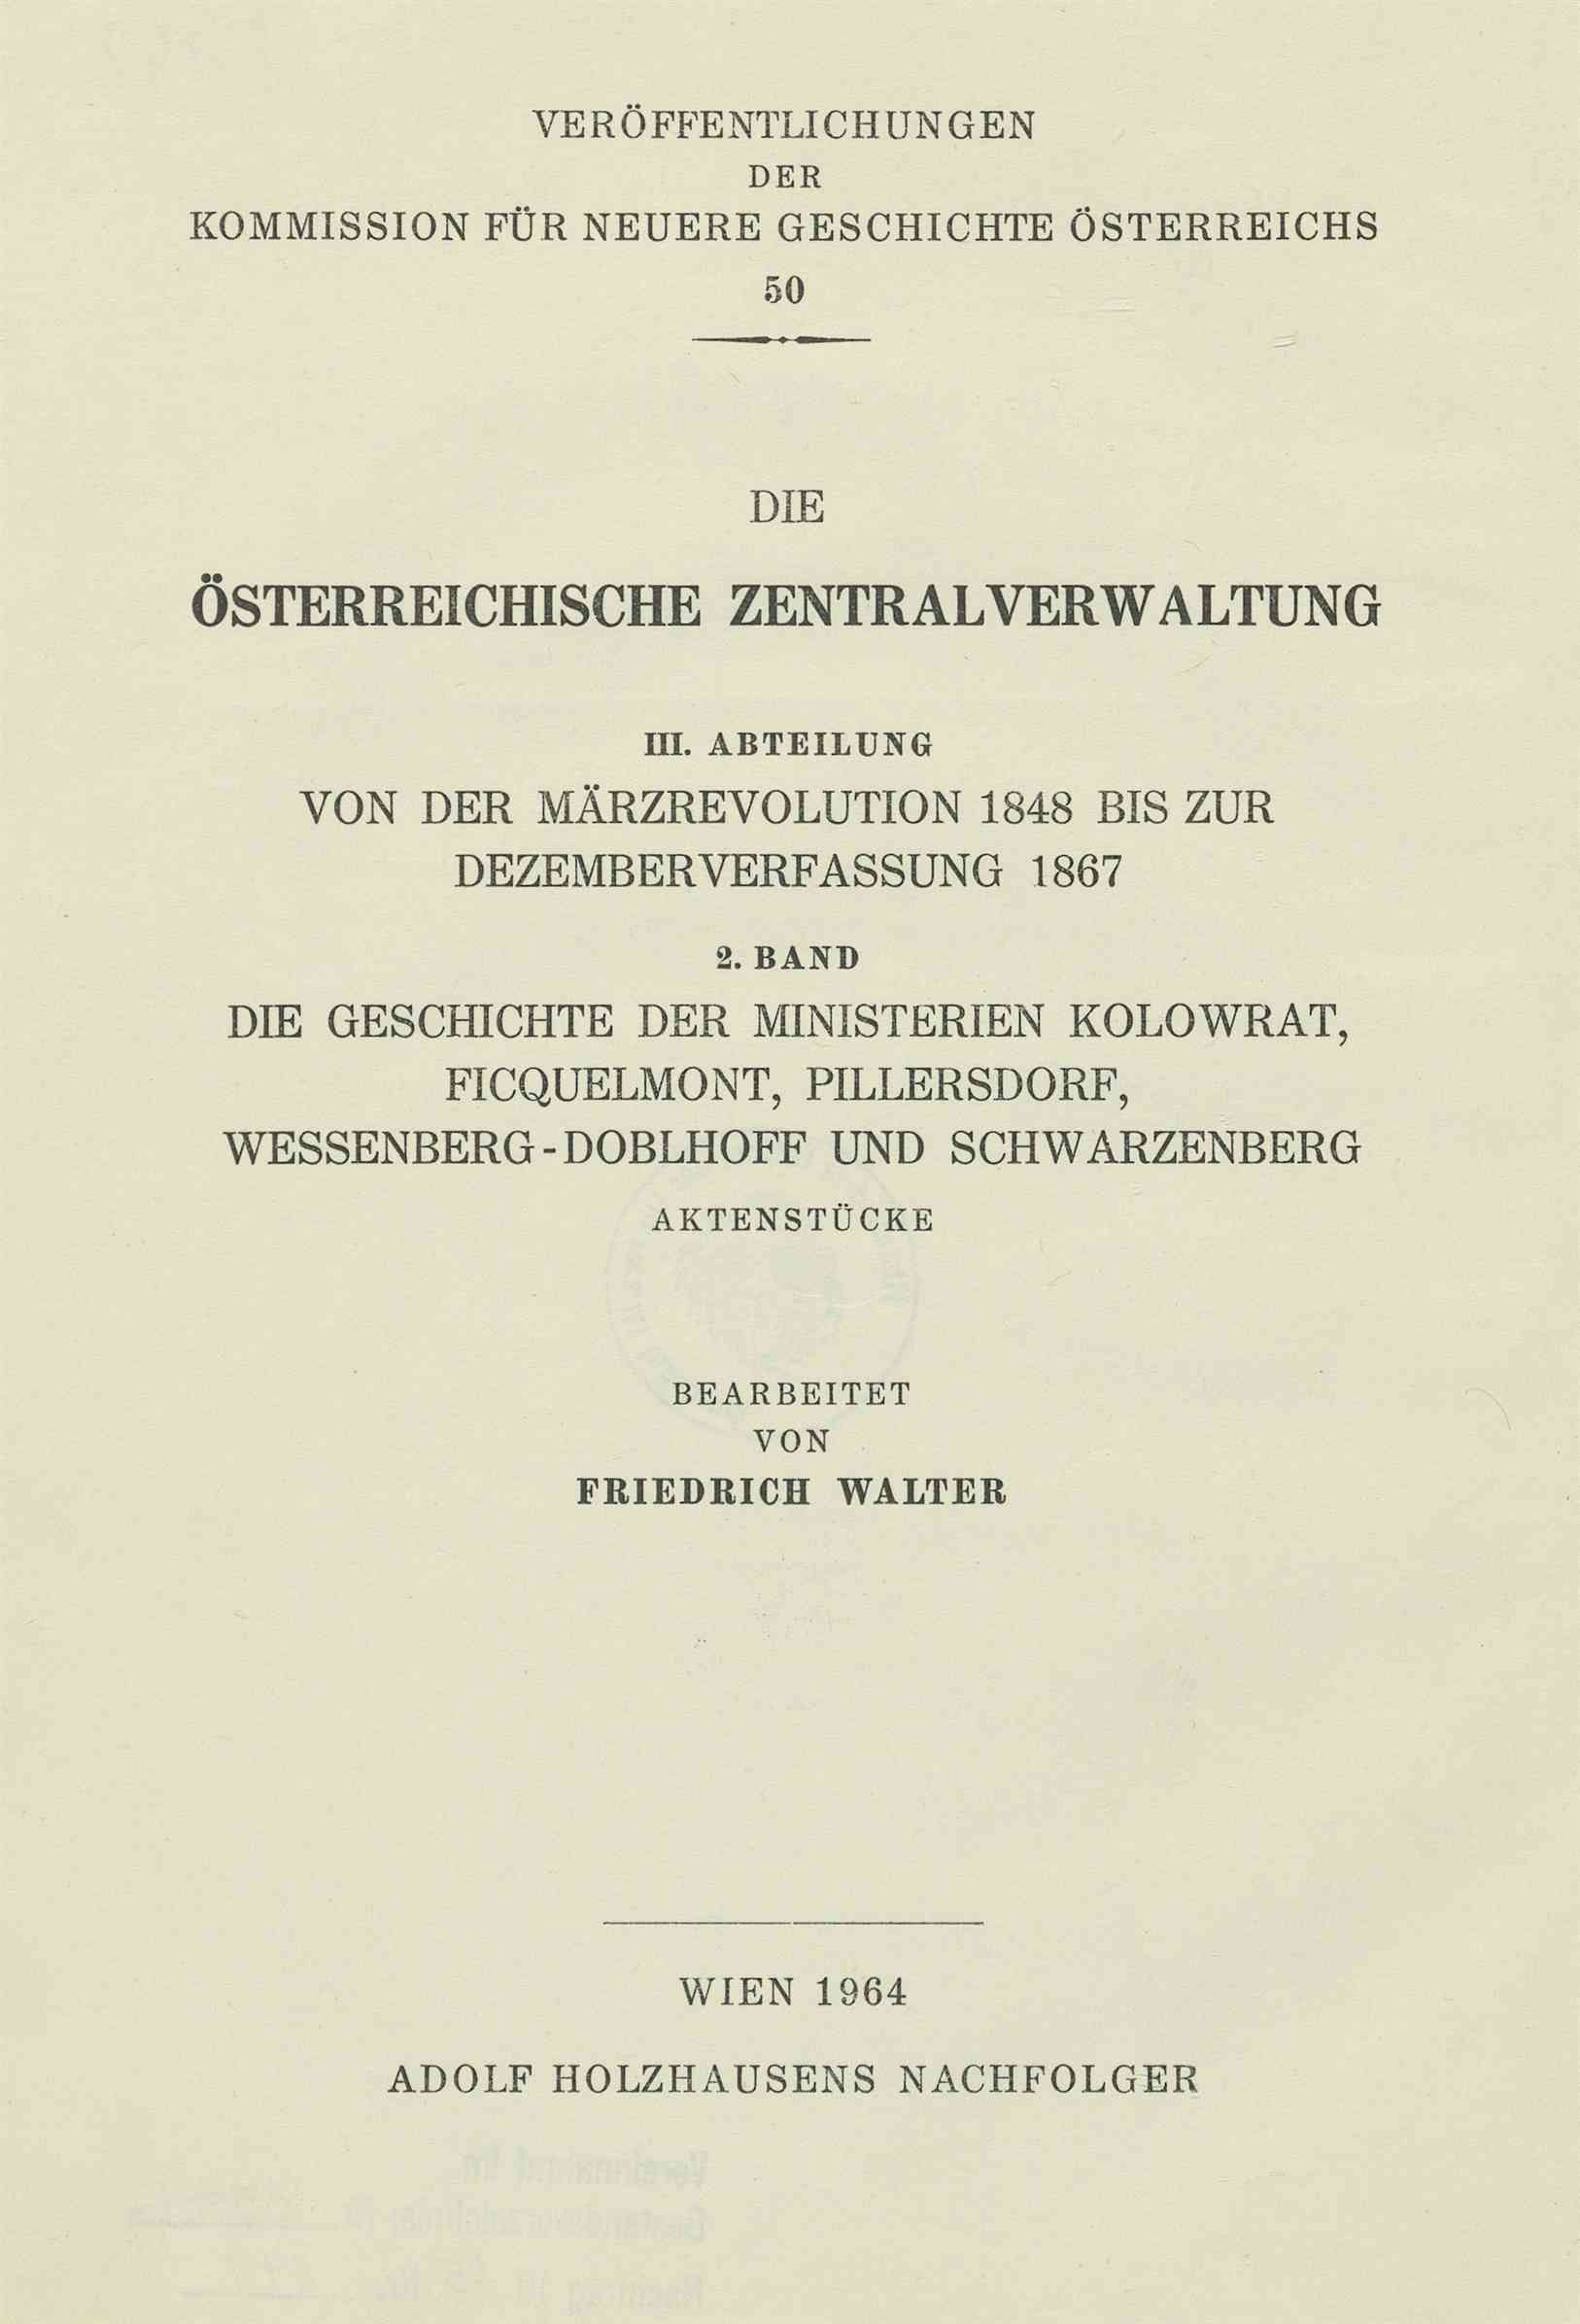 VERÖFFENTLICHUNGEN
DER
KOMMISSION FÜR NEUERE GESCHICHTE ÖSTERREICHS
50
DIE
ÖSTERREICHISCHE ZENTRALVERWALTUNG
III. ABTEILUNG
VON DER MÄRZREVOLUTION 1848 BIS ZUR
DEZEMBERVERFASSUNG 1867
2. BAND
DIE GESCHICHTE DER MINISTERIEN KOLOWRAT,
FICQUELMONT, PILLERSDORF,
WESSENBERG-DOBLHOFF UND SCHWARZENBERG
AKTENSTÜCKE
BEARBEITET
VON
FRIEDRICH WALTER
WIEN 1964
ADOLF HOLZHAUSENS NACHFOLGER